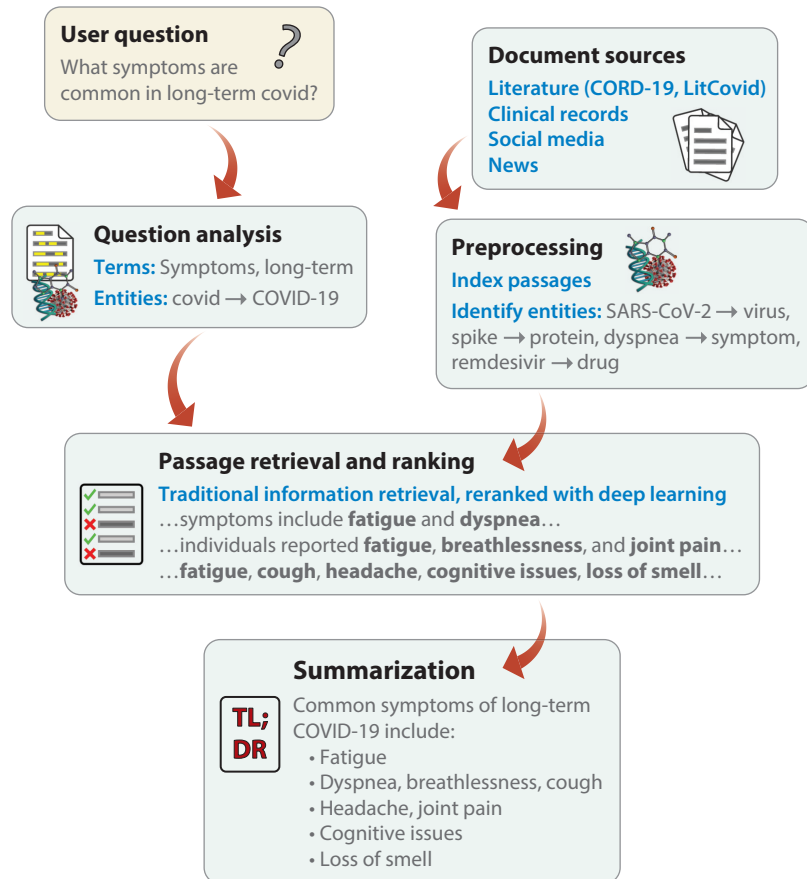 User question
?
What symptoms are
common in long-term covid?
Document sources
Literature (CORD-19, LitCovid)
Clinical records
Social media
News
Question analysis
Terms: Symptoms, long-term
Entities: covid → COVID-19
Preprocessing
Index passages
Identify entities: SARS-CoV-2 → virus,
spike → protein, dyspnea → symptom,
remdesivir → drug
Passage retrieval and ranking
Traditional information retrieval, reranked with deep learning
…symptoms include fatigue and dyspnea…
…individuals reported fatigue, breathlessness, and joint pain…
…fatigue, cough, headache, cognitive issues, loss of smell…
Summarization
TL;
DR
Common symptoms of long-term
COVID-19 include:
• Fatigue
• Dyspnea, breathlessness, cough
• Headache, joint pain
• Cognitive issues
• Loss of smell